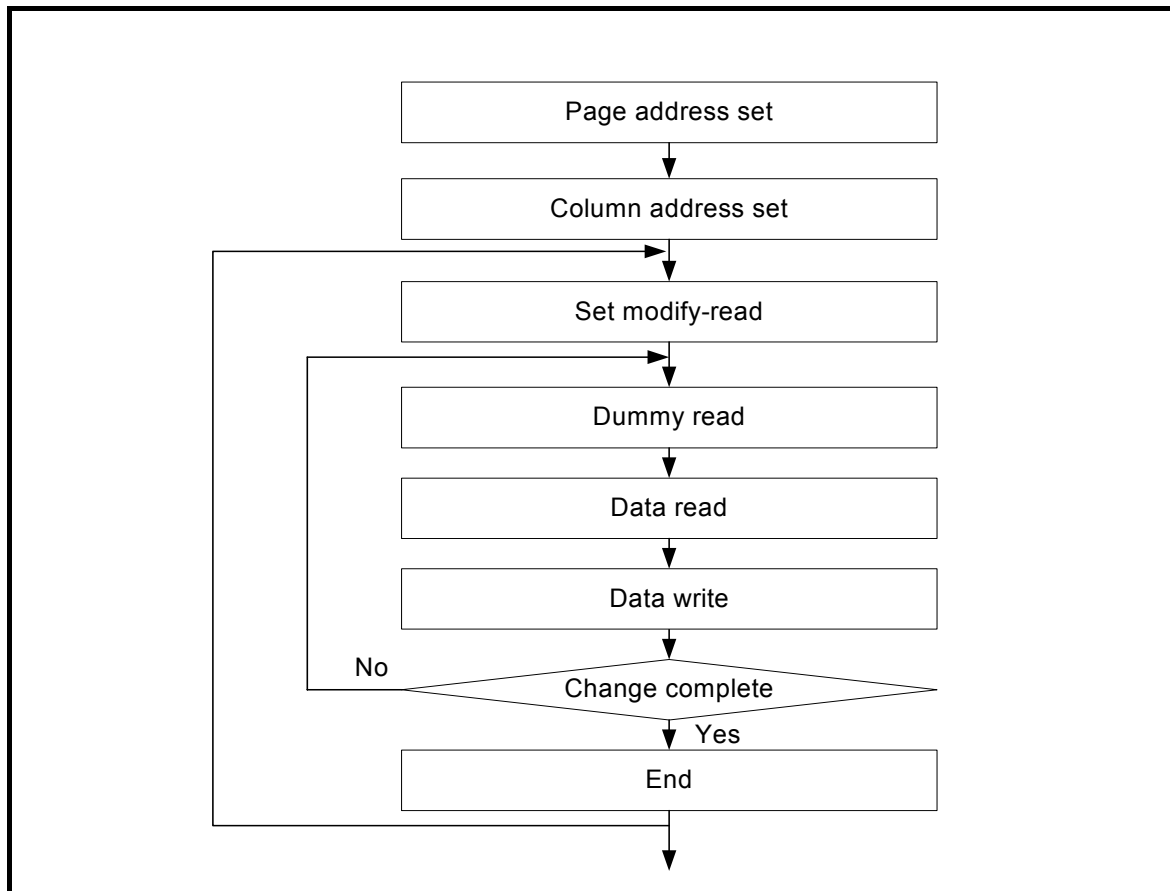 Page address set
Column address set
Set modify-read
Dummy read
Data read
Data write
No
Change complete
Yes
End